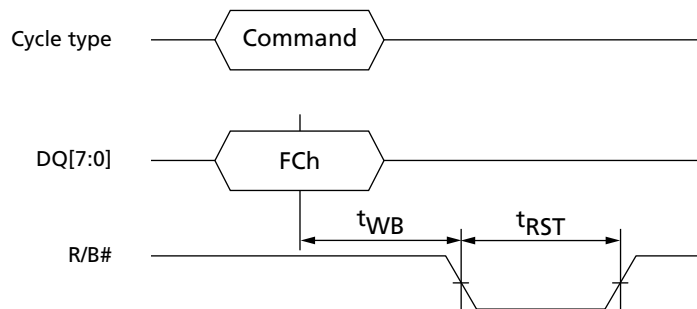 Cycle type
Command
DQ[7:0]
FCh
tWB
tRST
R/B#